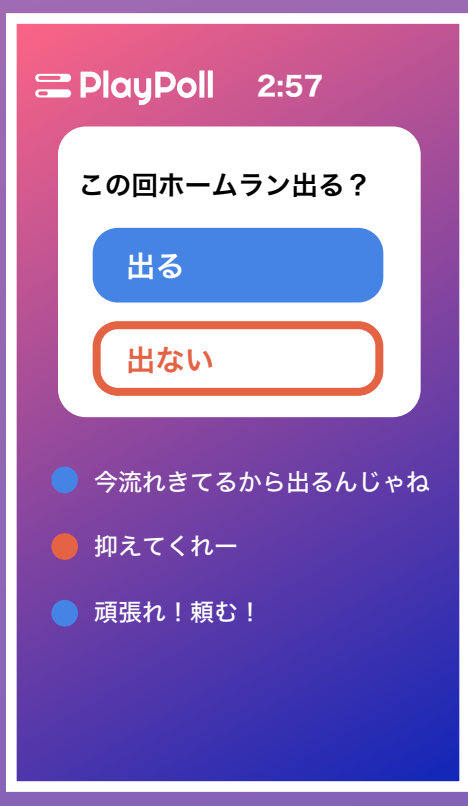 PlayPoll 2:57
この回ホームラン出る？
出る
出ない
今流れきてるから出るんじゃね
抑えてくれー
頑張れ！頼む！